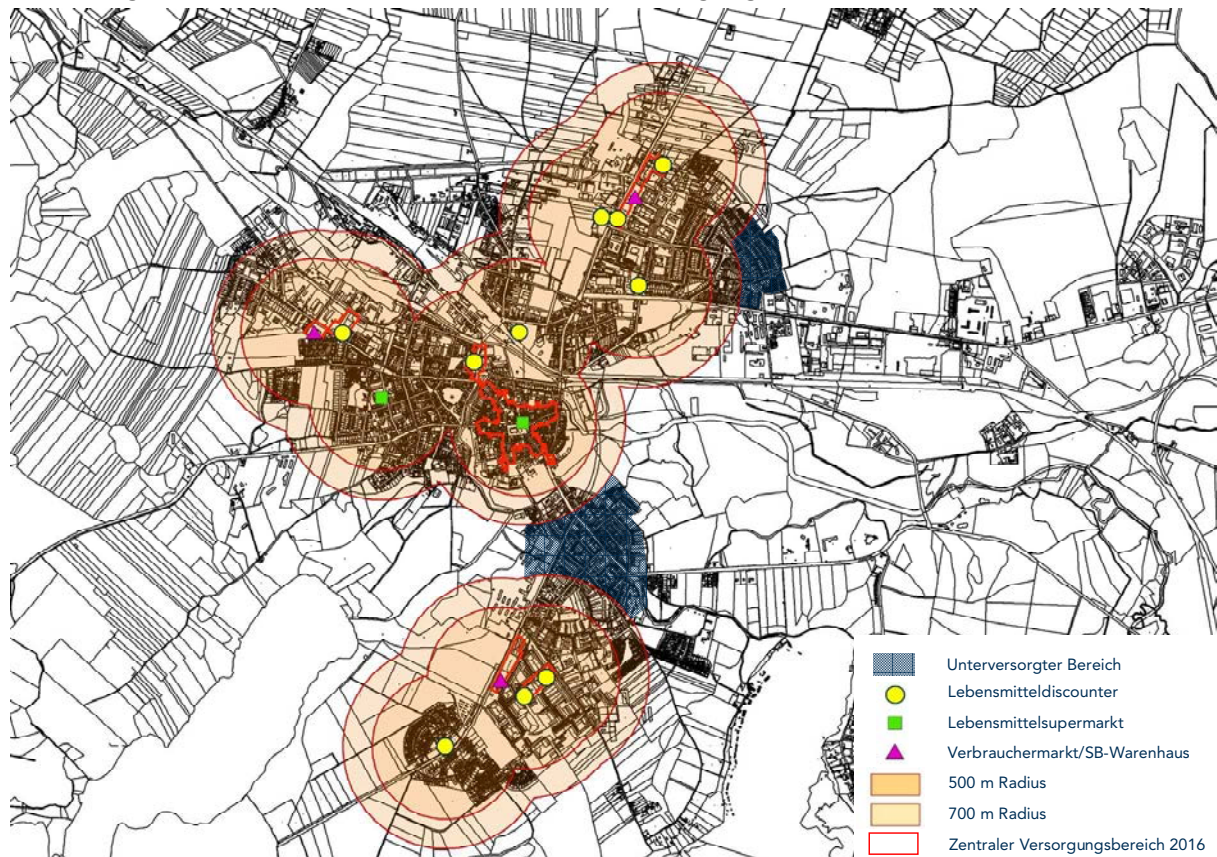 Unterversorgter Bereich
Lebensmitteldiscounter
Lebensmittelsupermarkt
Verbrauchermarkt/SB-Warenhaus
500 m Radius
700 m Radius
Zentraler Versorgungsbereich 2016